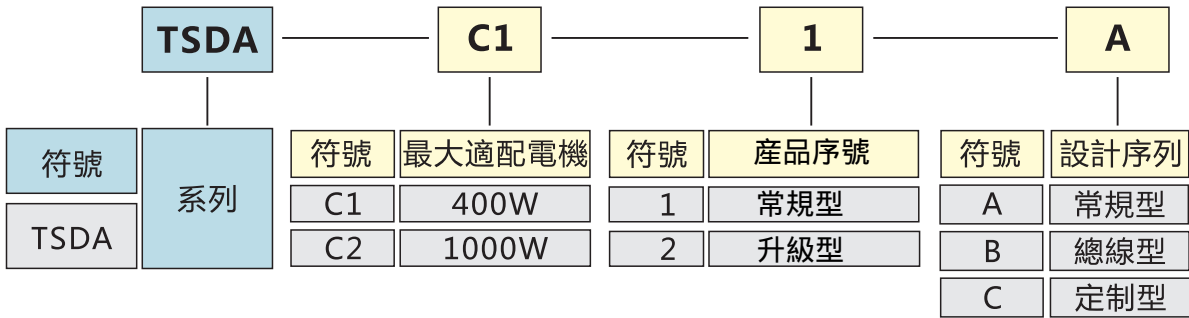 TSDA C1 1 A
符號 系列
TSDA
符號 最大適配電機
C1 400W
C2 1000W
符號 産品序號
1 常規型
2 升級型
符號 設計序列
A 常規型
B 總線型
C 定制型